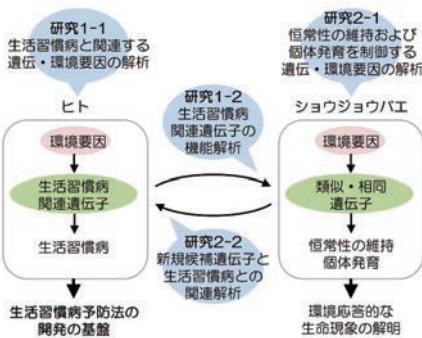 研究1-1
生活習慣病と関連する
遺伝・環境要因の解析
研究2-1
恒常性の維持および
個体発育を制御する
遺伝・環境要因の解析
ヒト
研究1-2
生活習慣病
関連遺伝子の
機能解析
ショウジョウバエ
環境要因
生活習慣病
関連遺伝子
生活習慣病
環境要因
類似・相同
遺伝子
恒常性の維持
個体発育
研究2-2
新規候補遺伝子と
生活習慣病との
関連解析
生活習慣病予防法の
開発の基盤
環境応答的な
生命現象の解明